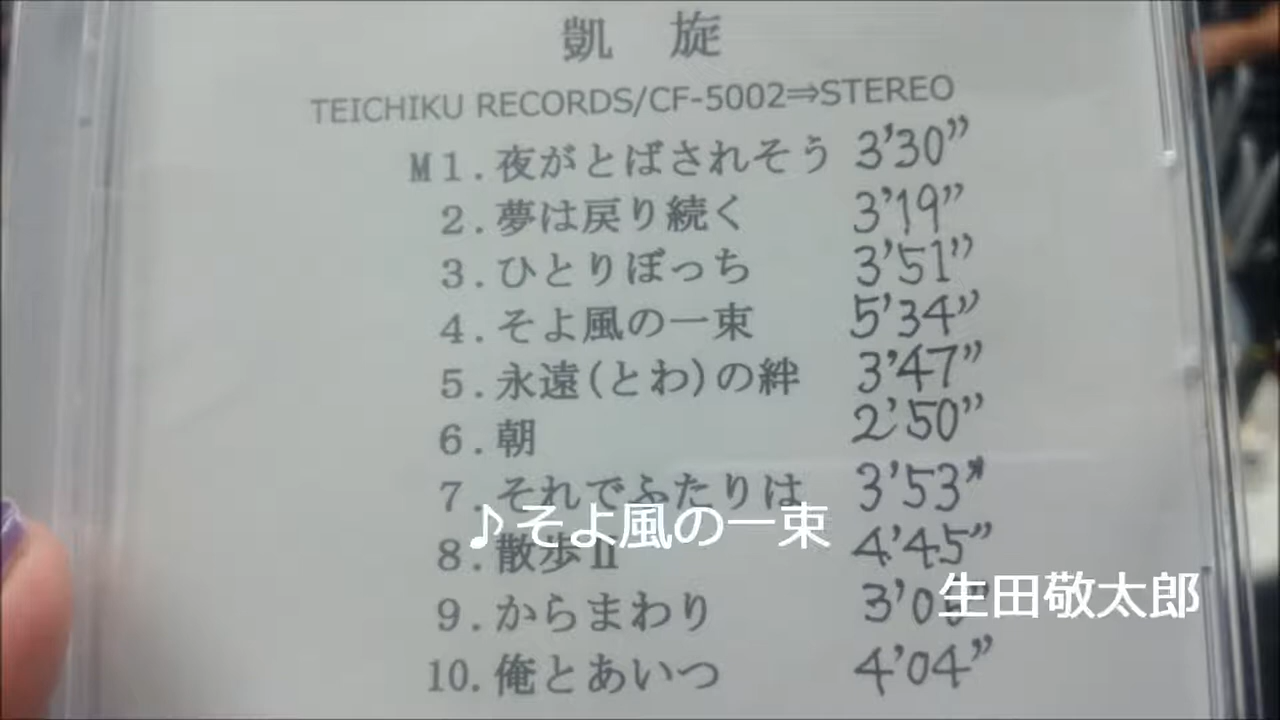 凱 旋
TEICHIKU RECORDS/CF-5002⇒STEREO
M1.夜がとばされそう 3'30”
2.夢は戻り続く 3'19”
3.ひとりぼっち 3'51”
4.そよ風の一束 5'34”
5.永遠(とわ)の絆 3'47”
6.朝 2'50”
7.それでふたりは 3'53”
♪そよ風の一束
8.散歩Ⅱ 4'45”
生田敬太郎
9.からまわり
10.俺とあいつ 4'04”